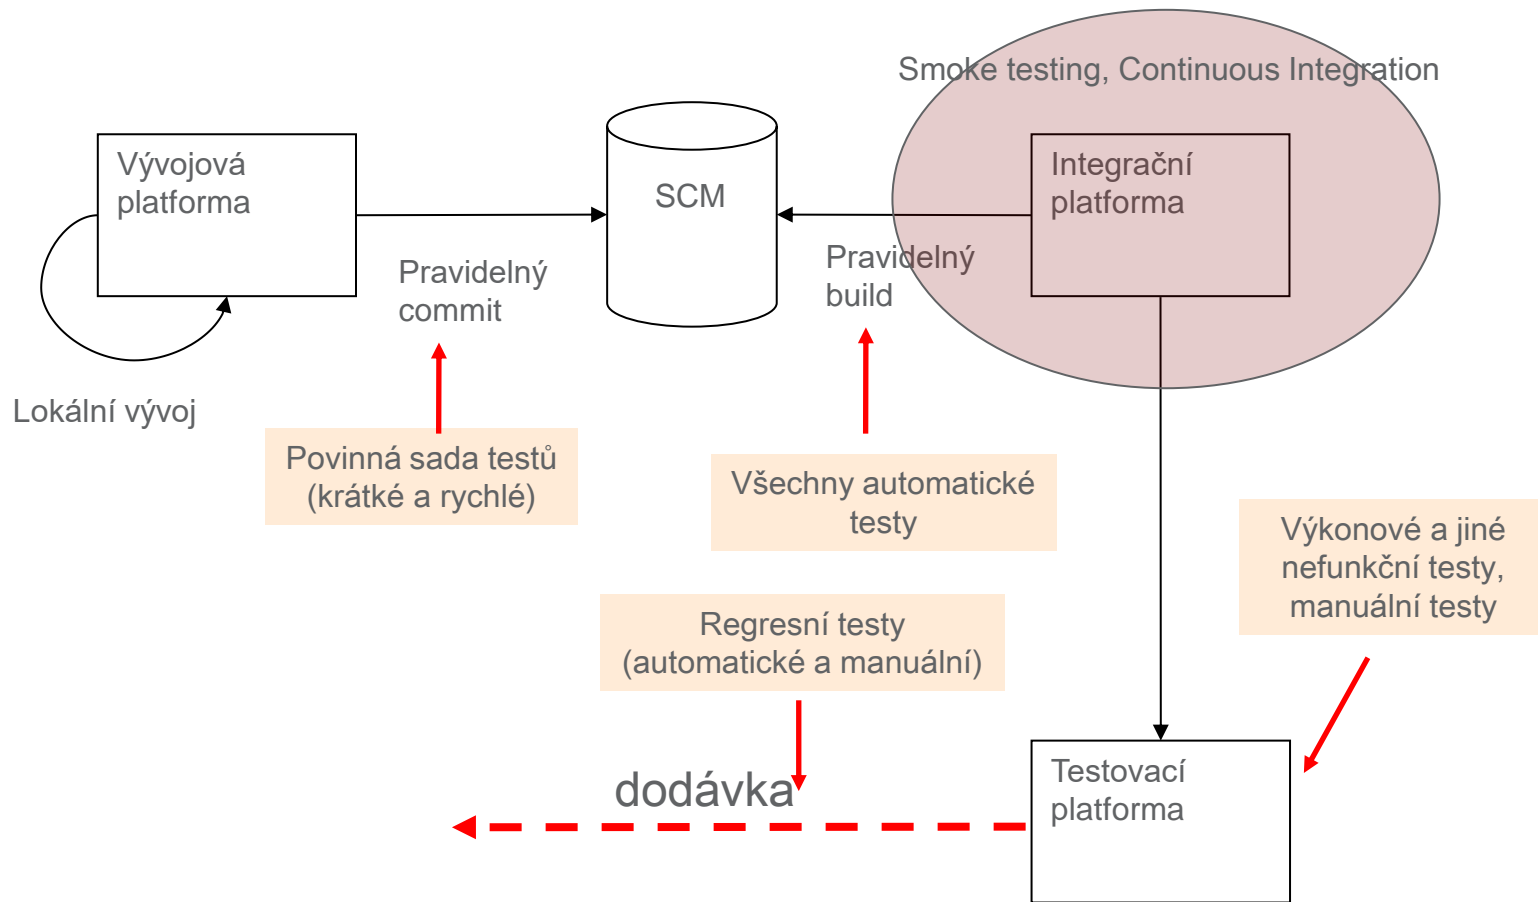 Smoke testing, Continuous Integration
Vývojová
platforma
SCM
Integrační
platforma
Pravidelný
commit
Pravidelný
build
Lokální vývoj
Povinná sada testů
(krátké a rychlé)
Všechny automatické
testy
Výkonové a jiné
nefunkční testy,
manuální testy
Regresní testy
(automatické a manuální)
dodávka
Testovací
platforma